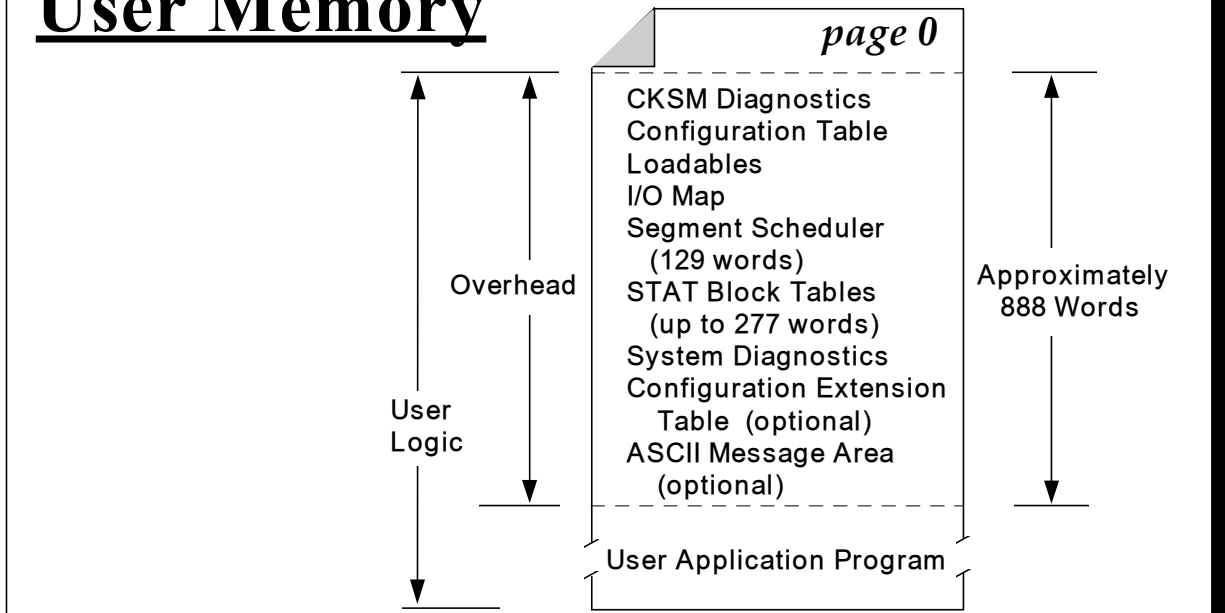 User Memory
page 0
CKSM Diagnostics
Configuration Table
Loadables
I/O Map
Segment Scheduler
(129 words)
STAT Block Tables
(up to 277 words)
System Diagnostics
Configuration Extension
Table (optional)
ASCII Message Area
(optional)
User Application Program
Overhead
User
Logic
Approximately
888 Words